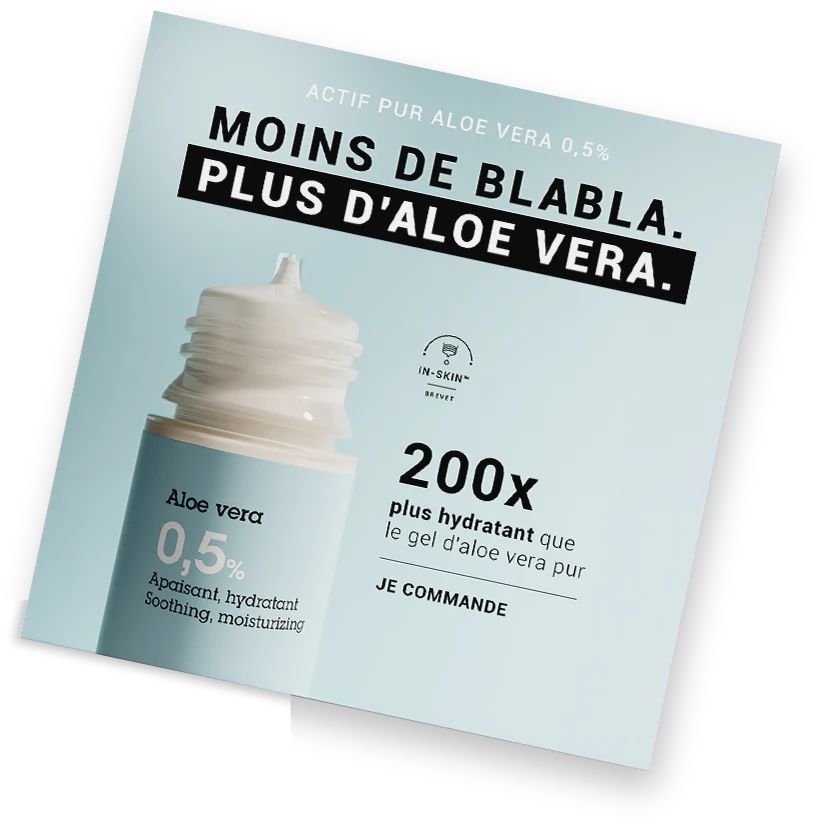 ACTIF PUR ALOE VERA 0,5%
MOINS DE BLABLA.
PLUS D'ALOE VERA.
IN-SKIN™
BREVET
200x
plus hydratant que
le gel d'aloe vera pur
JE COMMANDE
Aloe vera
0,5%
Apaisant, hydratant
Soothing, moisturizing